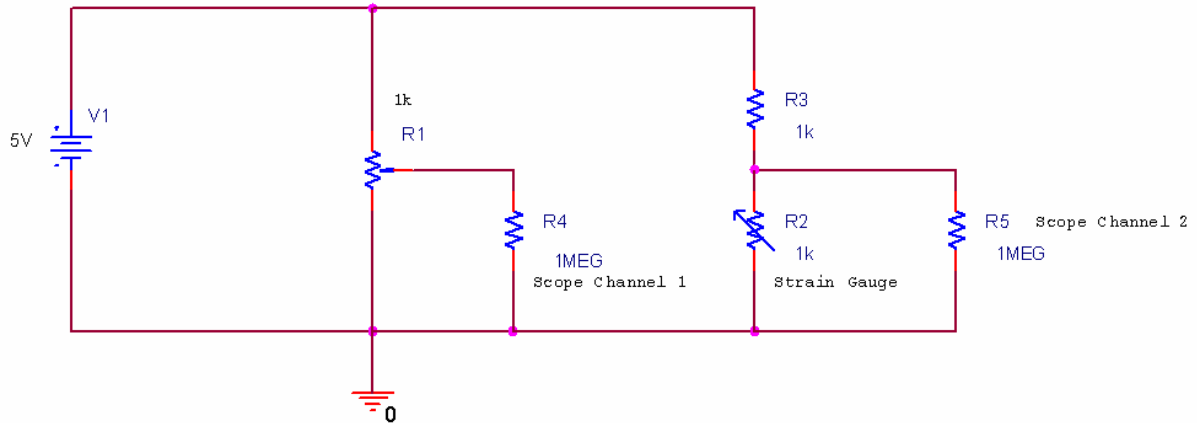 5V
V1
1k
R1
R4
1MEG
Scope Channel 1
R3
1k
R2
1k
Strain Gauge
R5 Scope Channel 2
1MEG
0